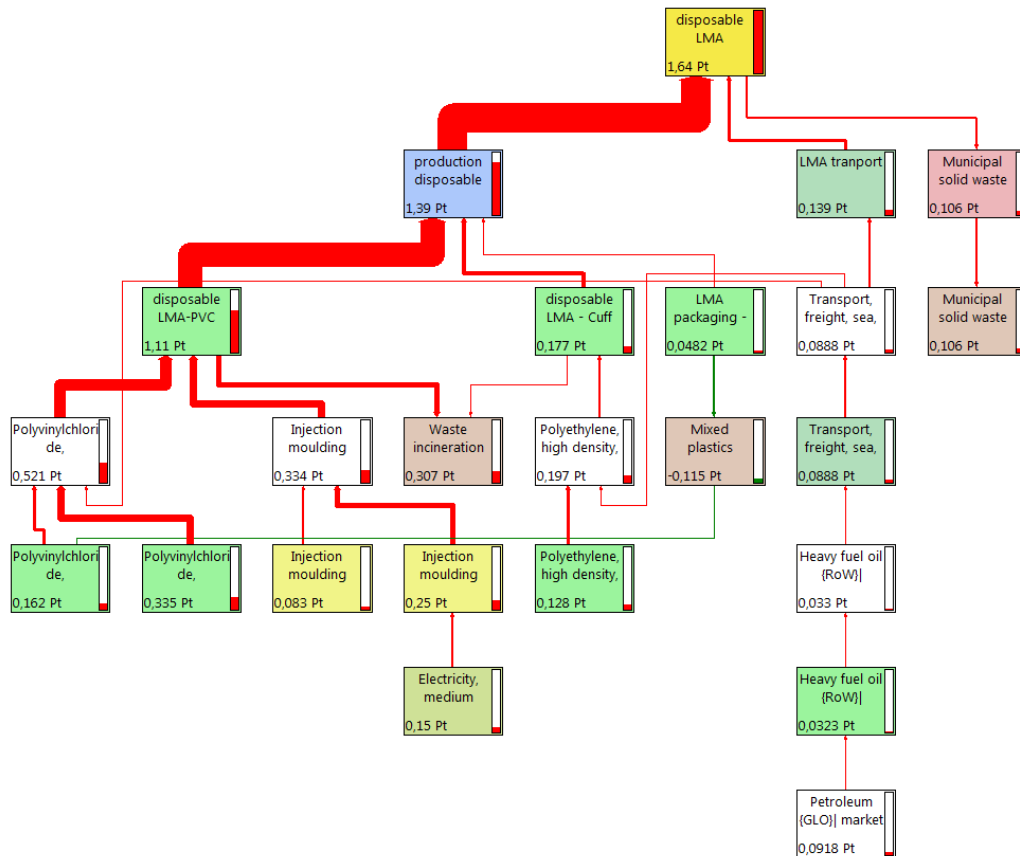 disposable
LMA
1,64 Pt
production
disposable
1,39 Pt
LMA tranport
0,139 Pt
Municipal
solid waste
0,106 Pt
disposable
LMA-PVC
1,11 Pt
disposable
LMA - Cuff
0,177 Pt
LMA
packaging -
0,0482 Pt
Transport,
freight, sea,
0,0888 Pt
Municipal
solid waste
0,106 Pt
Polyvinylchlori
de,
0,521 Pt
Injection
moulding
0,334 Pt
Waste
incineration
0,307 Pt
Polyethylene,
high density,
0,197 Pt
Mixed
plastics
-0,115 Pt
Transport,
freight, sea,
0,0888 Pt
Polyvinylchlori
de,
0,162 Pt
Polyvinylchlori
de,
0,335 Pt
Injection
moulding
0,083 Pt
Injection
moulding
0,25 Pt
Polyethylene,
high density,
0,128 Pt
Heavy fuel oil
{RoW}|
0,033 Pt
Electricity,
medium
0,15 Pt
Heavy fuel oil
{RoW}|
0,0323 Pt
Petroleum
{GLO}| market
0,0918 Pt